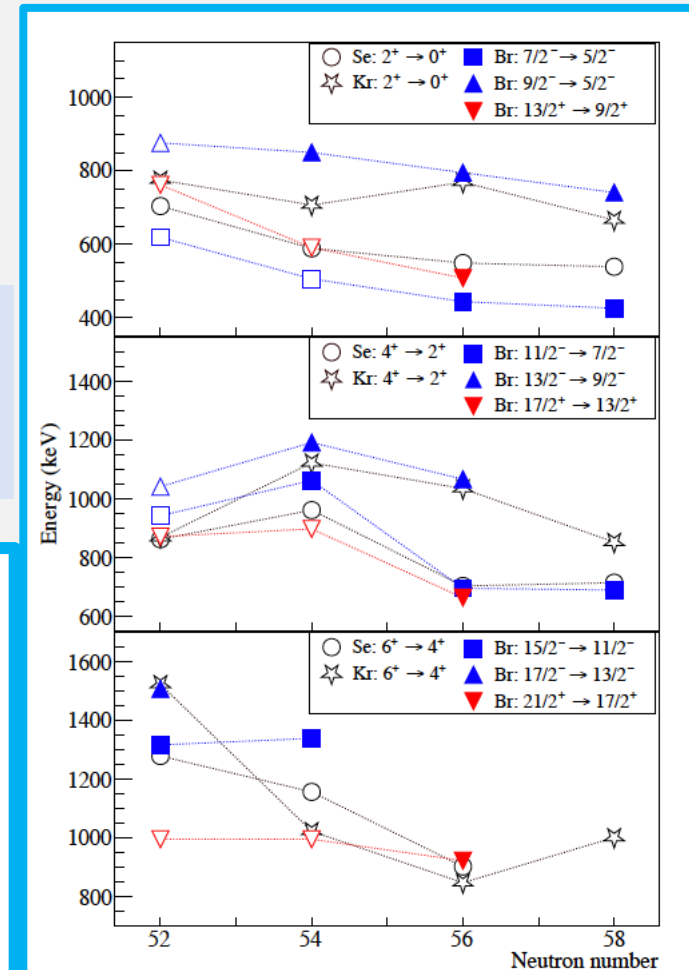 Se: 2⁺ → 0⁺ Br: 7/2⁻ → 5/2⁻
Kr: 2⁺ → 0⁺ Br: 9/2⁻ → 5/2⁻
Br: 13/2⁺ → 9/2⁺
1000
800
600
400
Se: 4⁺ → 2⁺ Br: 11/2⁻ → 7/2⁻
Kr: 4⁺ → 2⁺ Br: 13/2⁻ → 9/2⁻
Br: 17/2⁺ → 13/2⁺
1400
1200
1000
800
600
Energy (keV)
Se: 6⁺ → 4⁺ Br: 15/2⁻ → 11/2⁻
Kr: 6⁺ → 4⁺ Br: 17/2⁻ → 13/2⁻
Br: 21/2⁺ → 17/2⁺
1600
1400
1200
1000
800
52 54 56 58
Neutron number